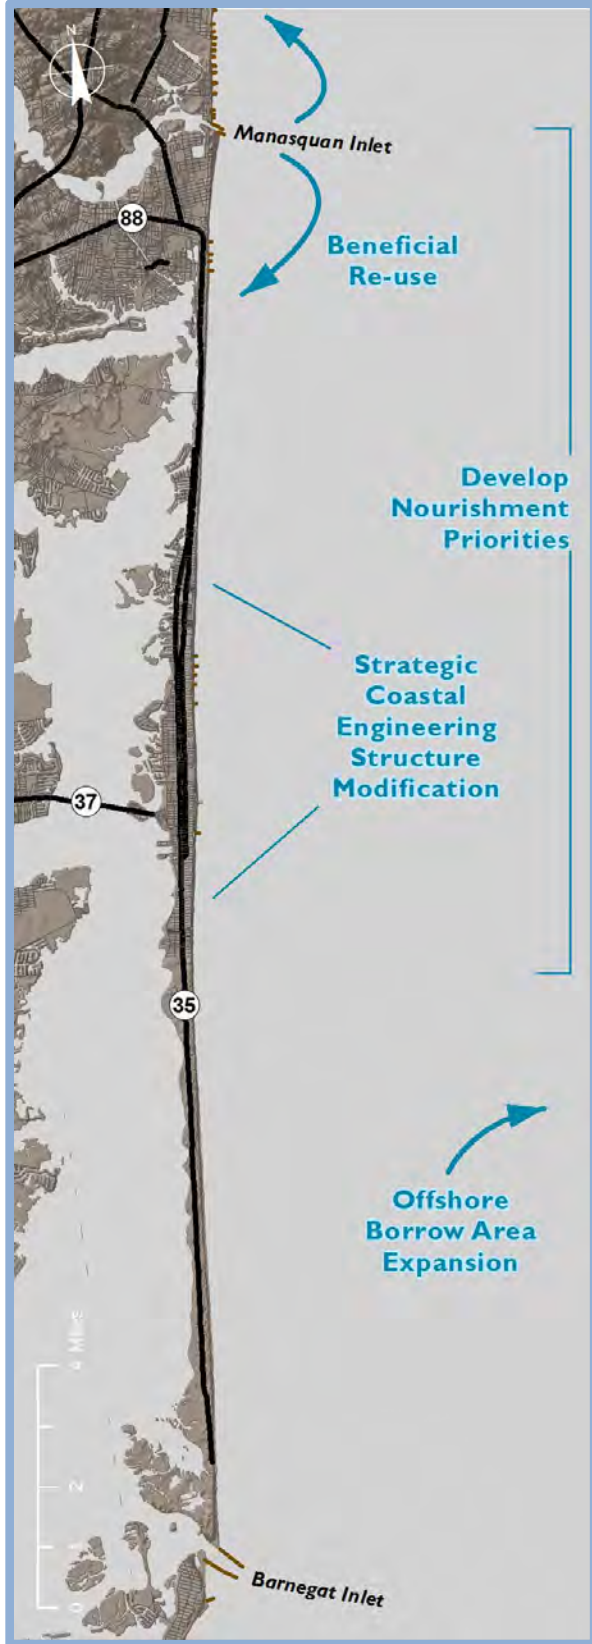 N
Manasquan Inlet
88
Beneficial
Re-use
Develop
Nourishment
Priorities
Strategic
Coastal
Engineering
Structure
Modification
37
35
Offshore
Borrow Area
Expansion
4 Miles
2
1
0
Barnegat Inlet